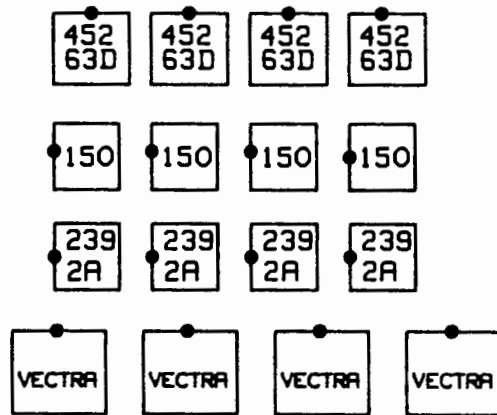 452 452 452 452
63D 63D 63D 63D
150 150 150 150
239 239 239 239
2A 2A 2A 2A
VECTRA VECTRA VECTRA VECTRA